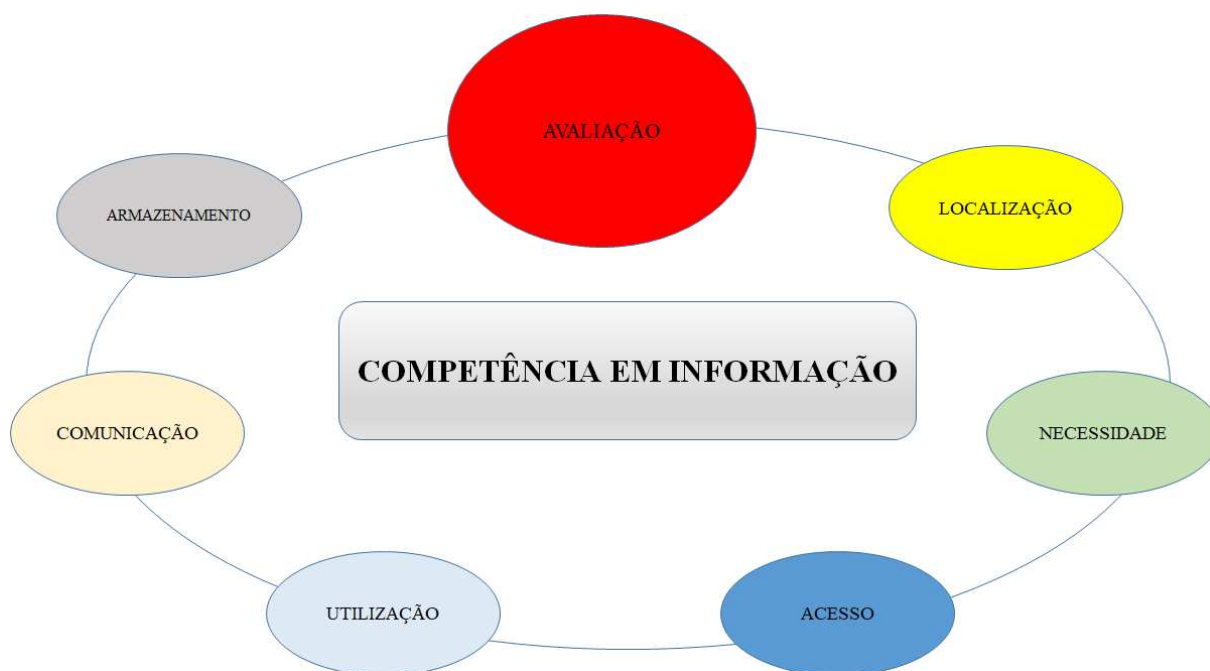 AVALIAÇÃO
LOCALIZAÇÃO
ARMAZENAMENTO
COMPETÊNCIA EM INFORMAÇÃO
COMUNICAÇÃO
NECESSIDADE
UTILIZAÇÃO
ACESSO